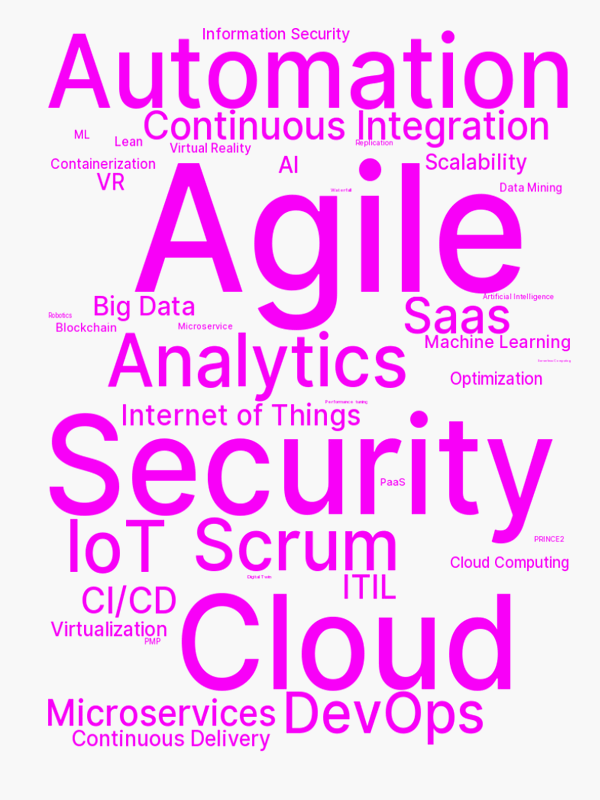 Information Security
Automation
Continuous Integration
ML
Lean
Replication
Virtual Reality
AI
Containerization
Scalability
VR
Data Mining
Waterfall
Agile
Artificial Intelligence
Big Data
Saas
Robotics
Blockchain
Microservice
Machine Learning
Analytics
Optimization
Performance tuning
Internet of Things
Security
PaaS
IoT
Scrum
PRINCE2
Cloud Computing
Digital Twin
ITIL
CI/CD
Cloud
Virtualization
PMP
Microservices
DevOps
Continuous Delivery